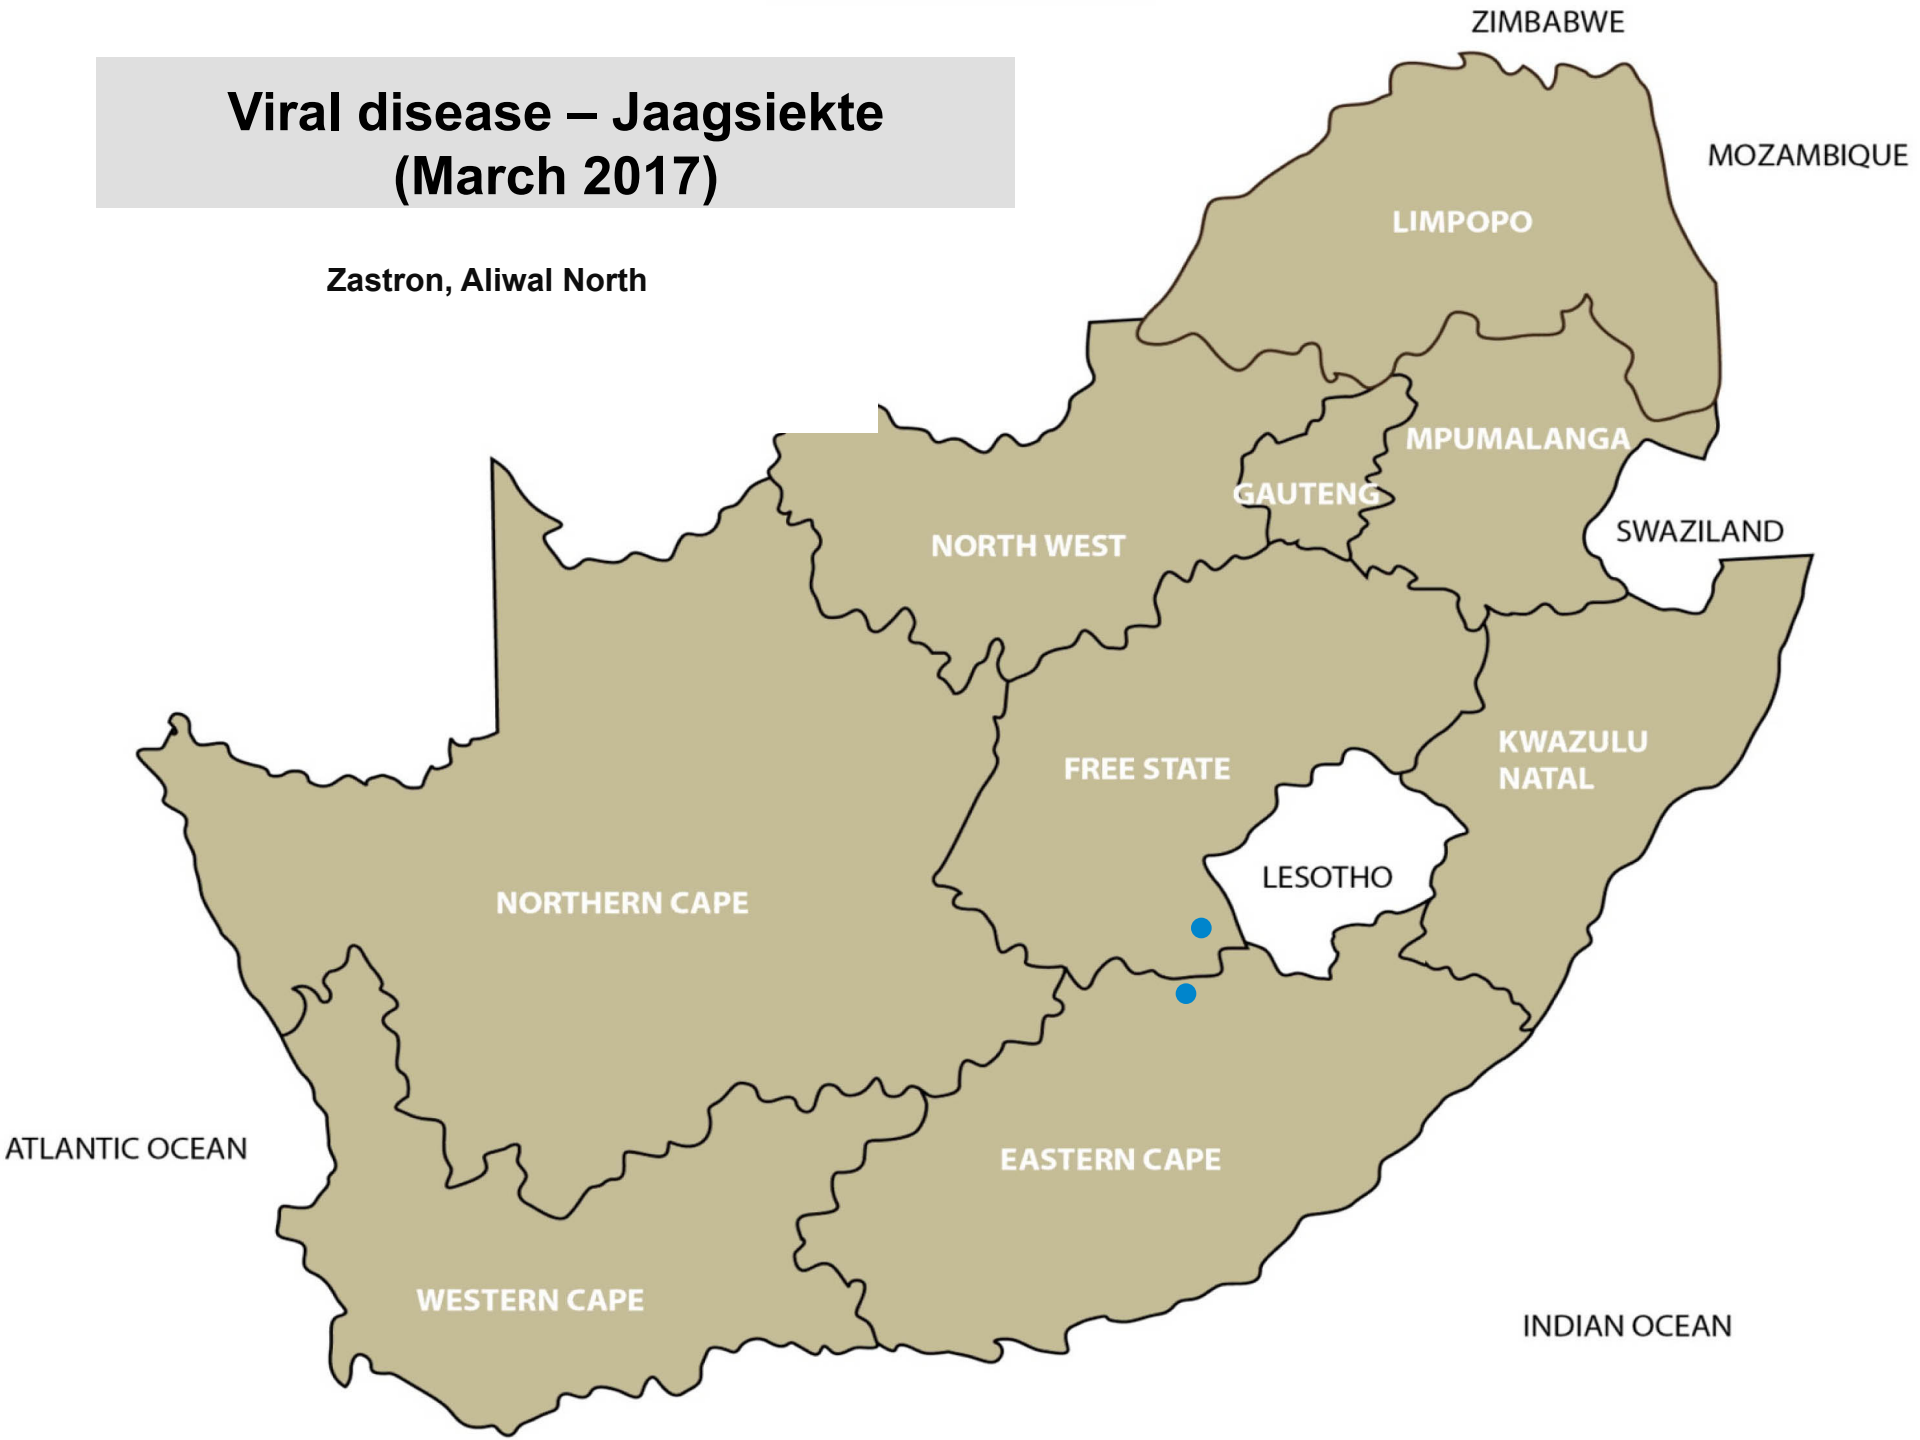 ZIMBABWE
Viral disease – Jaagsiekte
(March 2017)
MOZAMBIQUE
LIMPOPO
Zastron, Aliwal North
MPUMALANGA
GAUTENG
SWAZILAND
NORTH WEST
KWAZULU
NATAL
FREE STATE
LESOTHO
NORTHERN CAPE
ATLANTIC OCEAN
EASTERN CAPE
WESTERN CAPE
INDIAN OCEAN